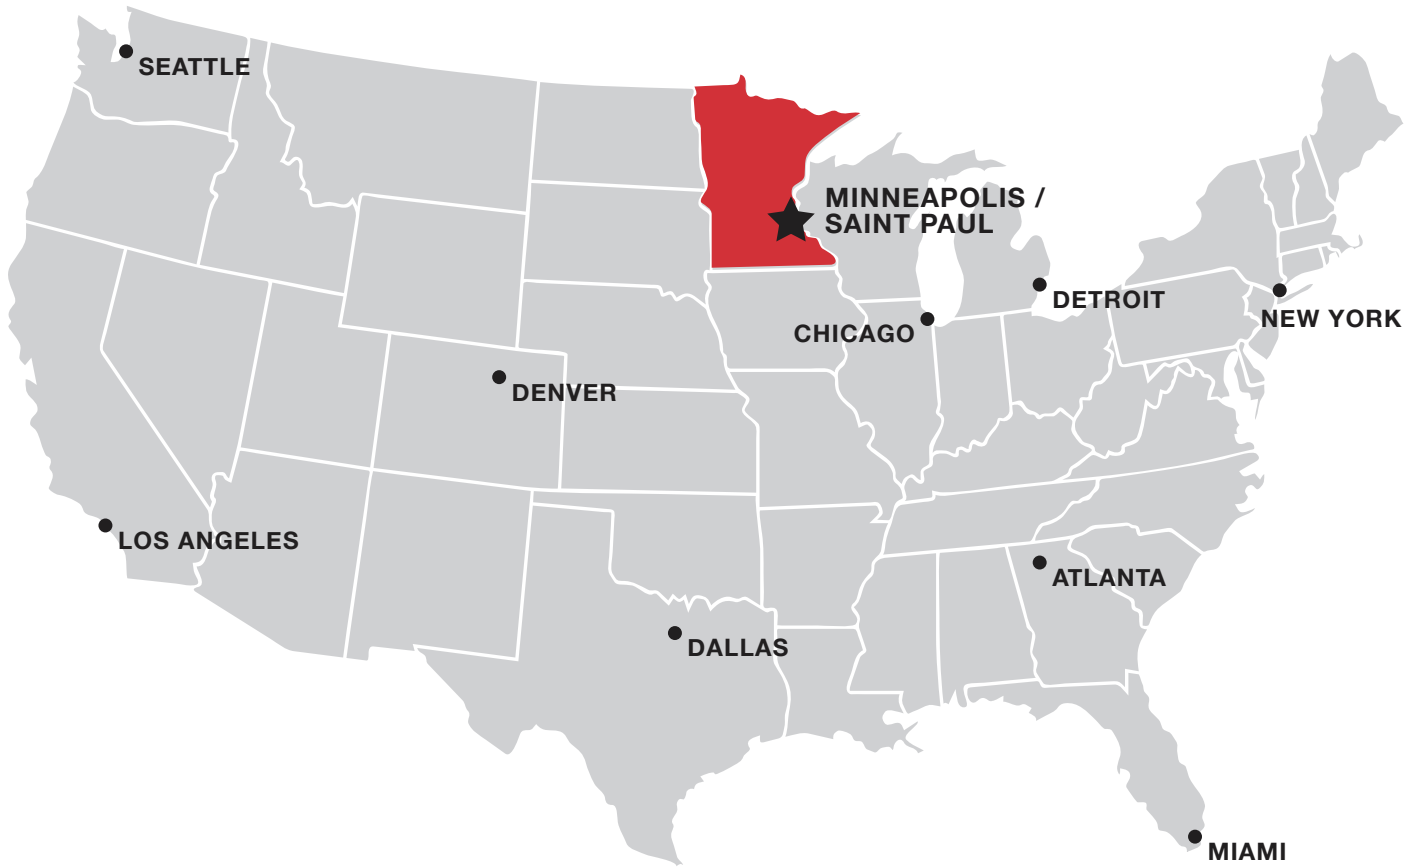 SEATTLE
MINNEAPOLIS /
SAINT PAUL
DETROIT
NEW YORK
CHICAGO
DENVER
LOS ANGELES
ATLANTA
DALLAS
MIAMI